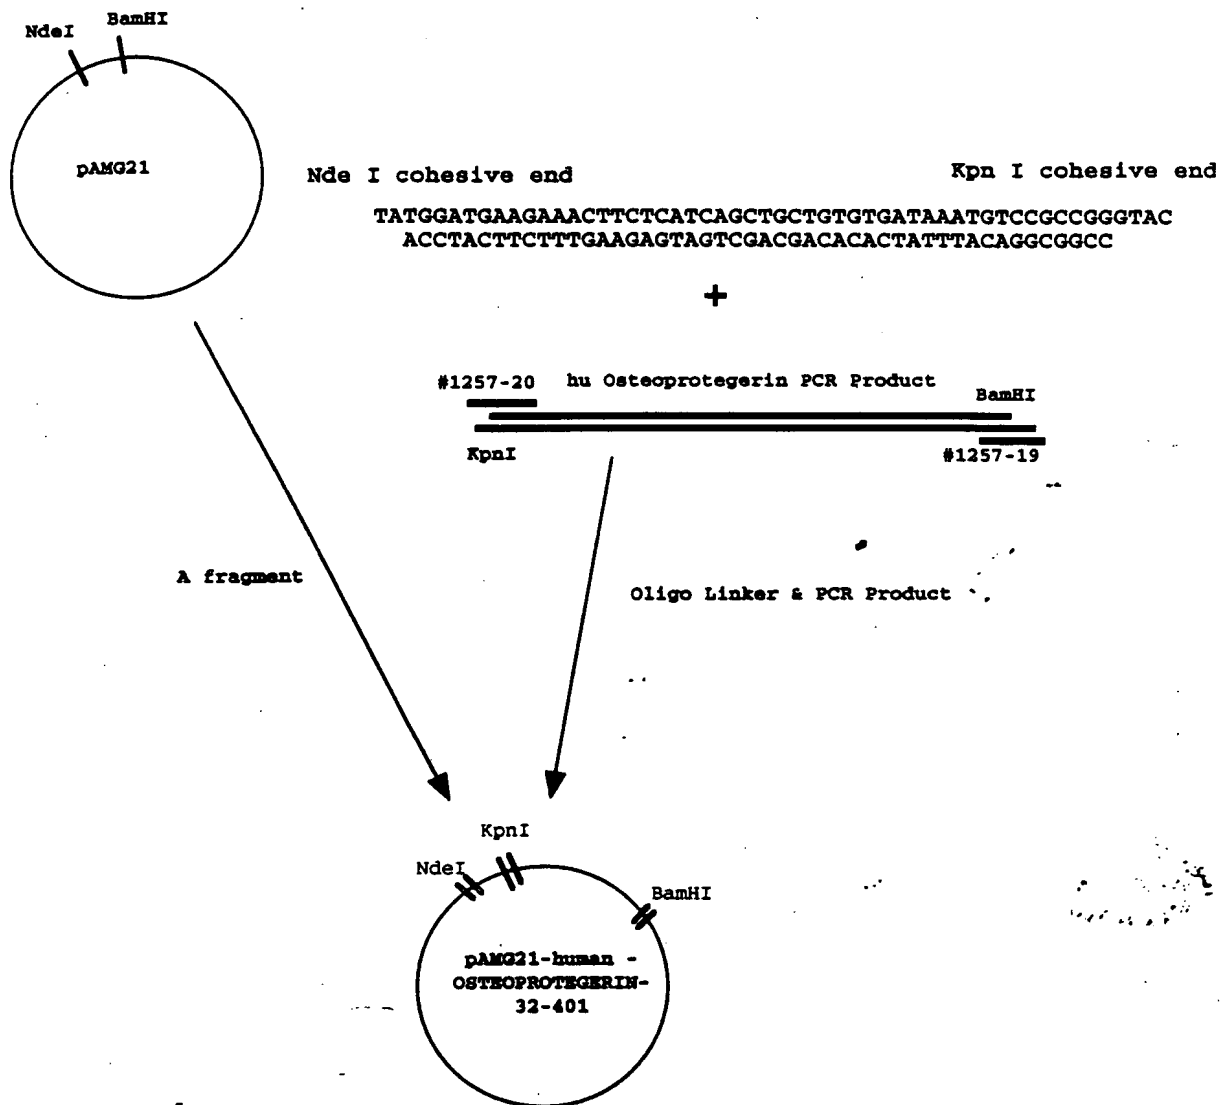 NdeI
BamHI
pAMG21
Nde I cohesive end
Kpn I cohesive end
TATGGATGAAGAAACTTCTCATCAGCTGCTGTGTGATAAATGTCCGCCGGGTAC
ACCTACTTCTTTGAAGAGTAGTCGACGACACACTATTTACAGGCGGCC
+
#1257-20
hu Osteoprotegerin PCR Product
BamHI
KpnI
#1257-19
A fragment
Oligo Linker & PCR Product
KpnI
NdeI
BamHI
pAMG21-human -
OSTEOPROTEGERIN-
32-401